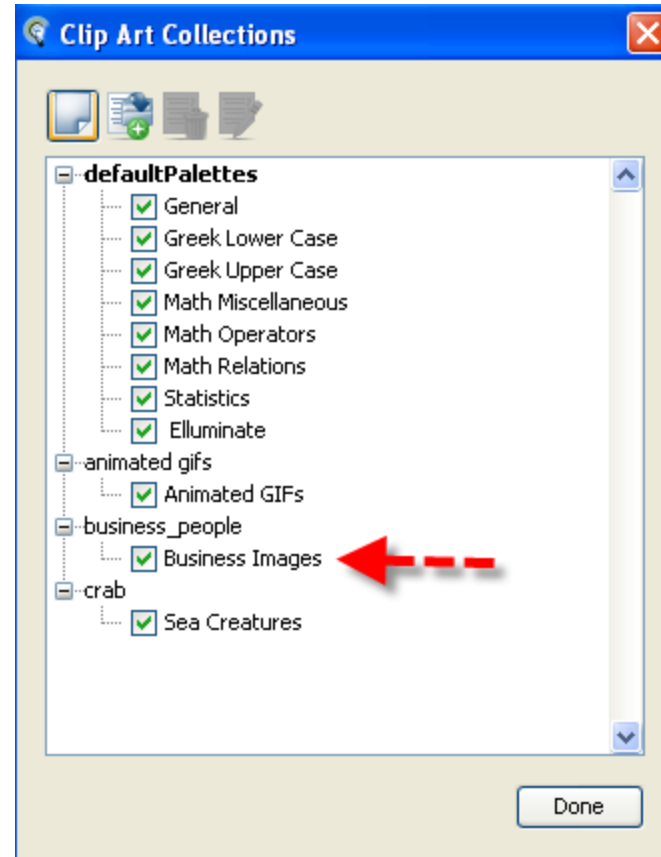 Clip Art Collections
defaultPalettes
General
Greek Lower Case
Greek Upper Case
Math Miscellaneous
Math Operators
Math Relations
Statistics
Elluminate
animated gifs
Animated GIFs
business_people
Business Images
crab
Sea Creatures
Done